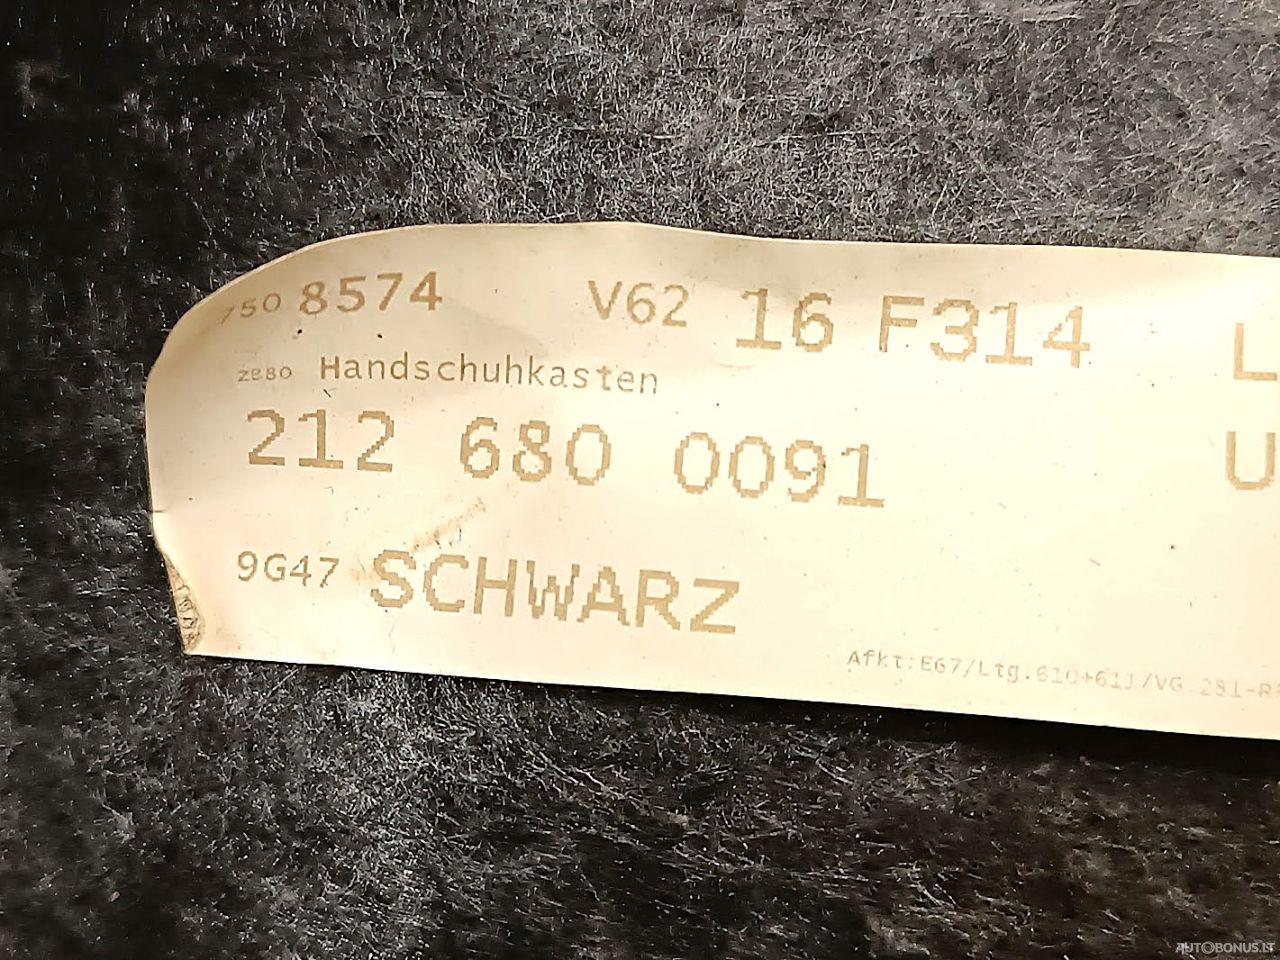 750 8574 V62 16 F314 L
ZB80 Handschuhkasten
212 680 0091 U
9G47 SCHWARZ
Afkt:E67/Ltg.610+611/VG.281-R
AUTOBONUS.LT